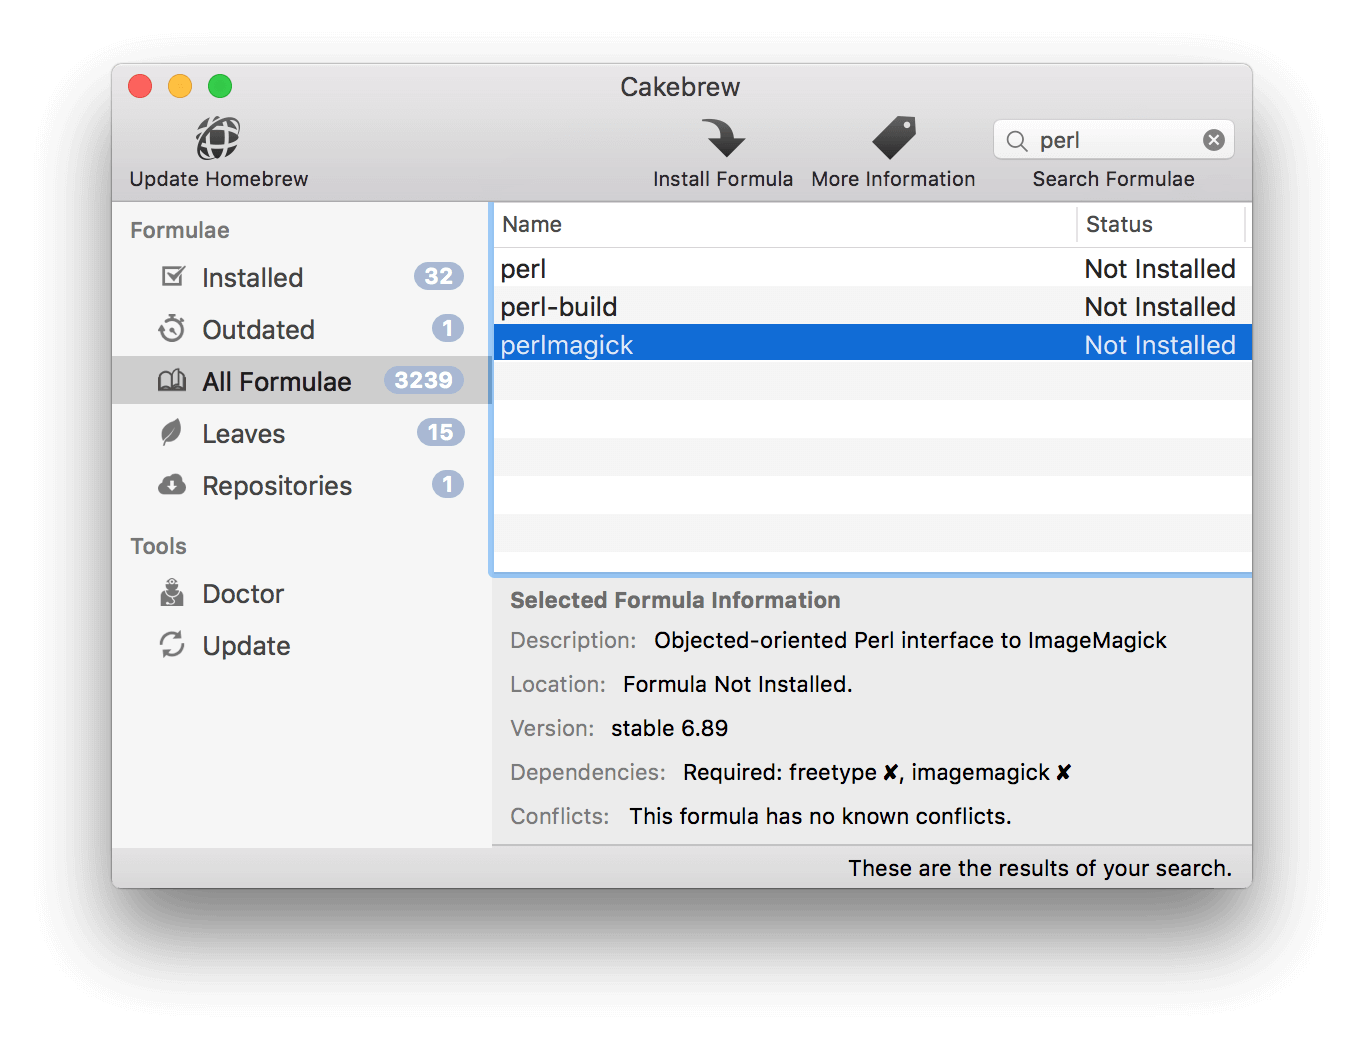 Cakebrew
Update Homebrew
Install Formula
More Information
perl
Search Formulae
Formulae
Installed 32
Outdated 1
All Formulae 3239
Leaves 15
Repositories 1
Tools
Doctor
Update
Name Status
perl Not Installed
perl-build Not Installed
perlmagick Not Installed
Selected Formula Information
Description: Objected-oriented Perl interface to ImageMagick
Location: Formula Not Installed.
Version: stable 6.89
Dependencies: Required: freetype ✘, imagemagick ✘
Conflicts: This formula has no known conflicts.
These are the results of your search.